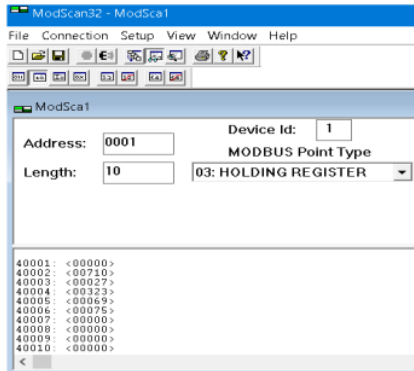 ModScan32 - ModSca1
File Connection Setup View Window Help
ModSca1
Address: 0001
Device Id: 1
MODBUS Point Type
Length: 10
03: HOLDING REGISTER
40001: <00000>
40002: <00710>
40003: <00027>
40004: <00323>
40005: <00069>
40006: <00075>
40007: <00000>
40008: <00000>
40009: <00000>
40010: <00000>